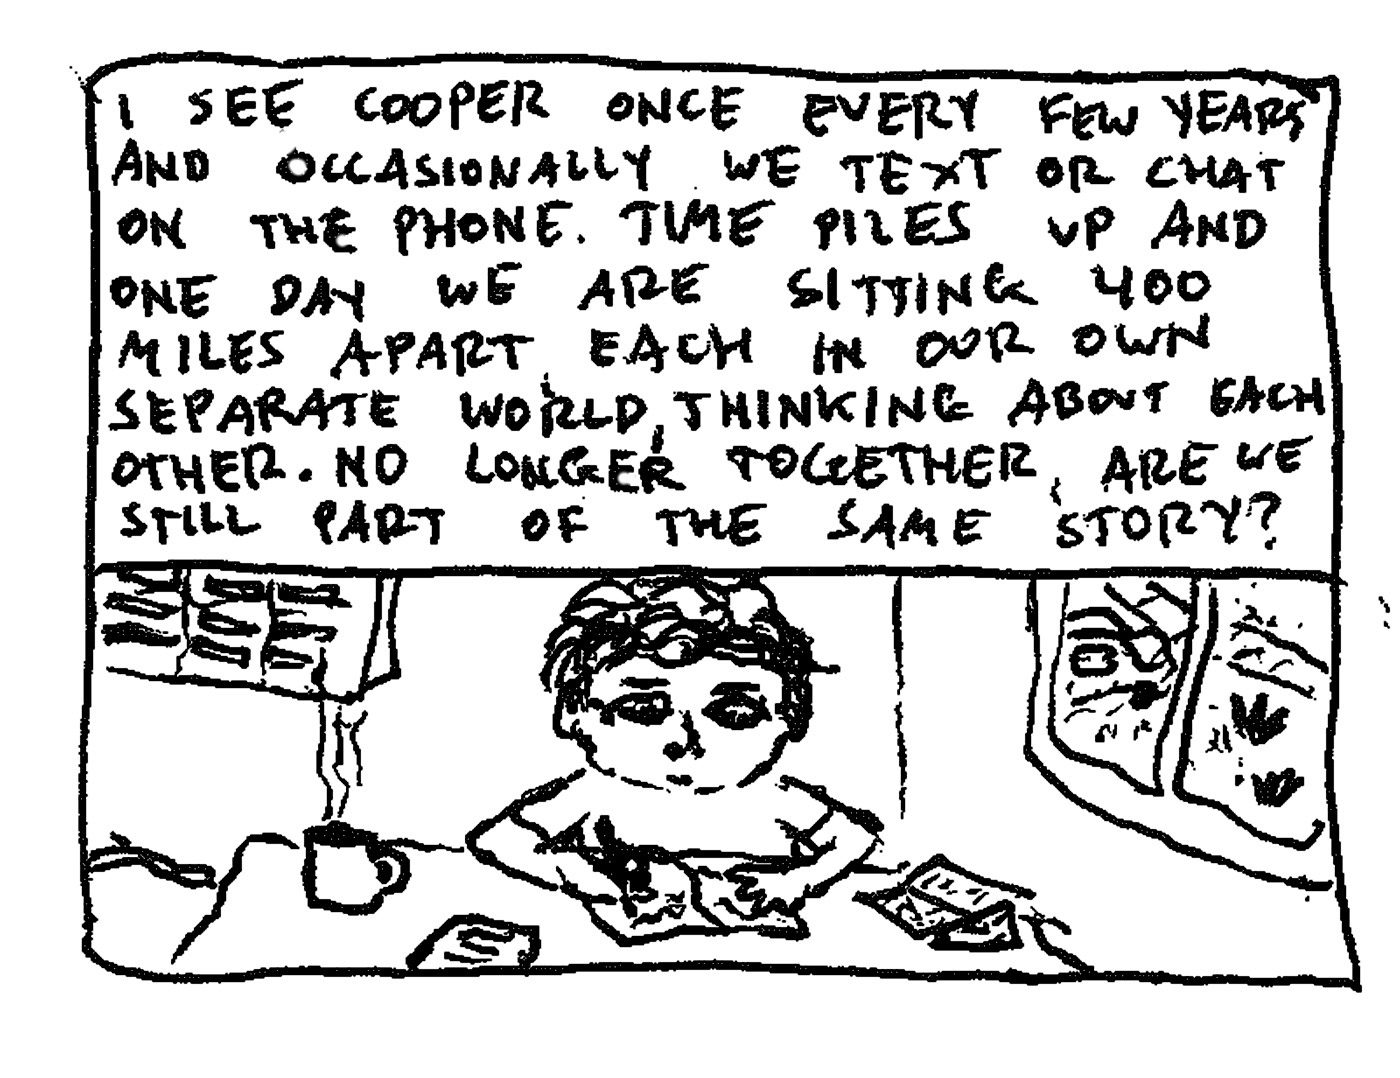 I SEE COOPER ONCE EVERY FEW YEARS
AND OCCASIONALLY WE TEXT OR CHAT
ON THE PHONE. TIME PILES UP AND
ONE DAY WE ARE SITTING 400
MILES APART, EACH IN OUR OWN
SEPARATE WORLD, THINKING ABOUT EACH
OTHER. NO LONGER TOGETHER, ARE WE
STILL PART OF THE SAME STORY?